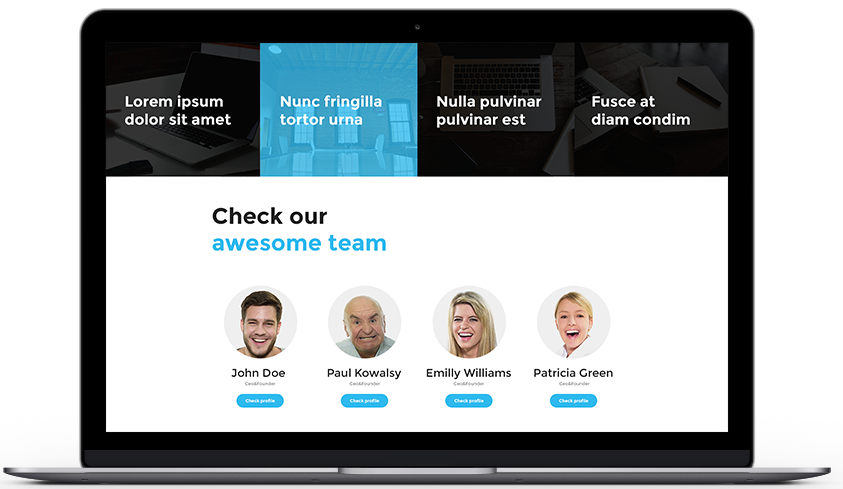 Lorem ipsum
dolor sit amet
Nunc fringilla
tortor urna
Nulla pulvinar
pulvinar est
Fusce at
diam condim
Check our
awesome team
John Doe
Ceo&Founder
Check profile
Paul Kowalsy
Ceo&Founder
Check profile
Emilly Williams
Ceo&Founder
Check profile
Patricia Green
Ceo&Founder
Check profile